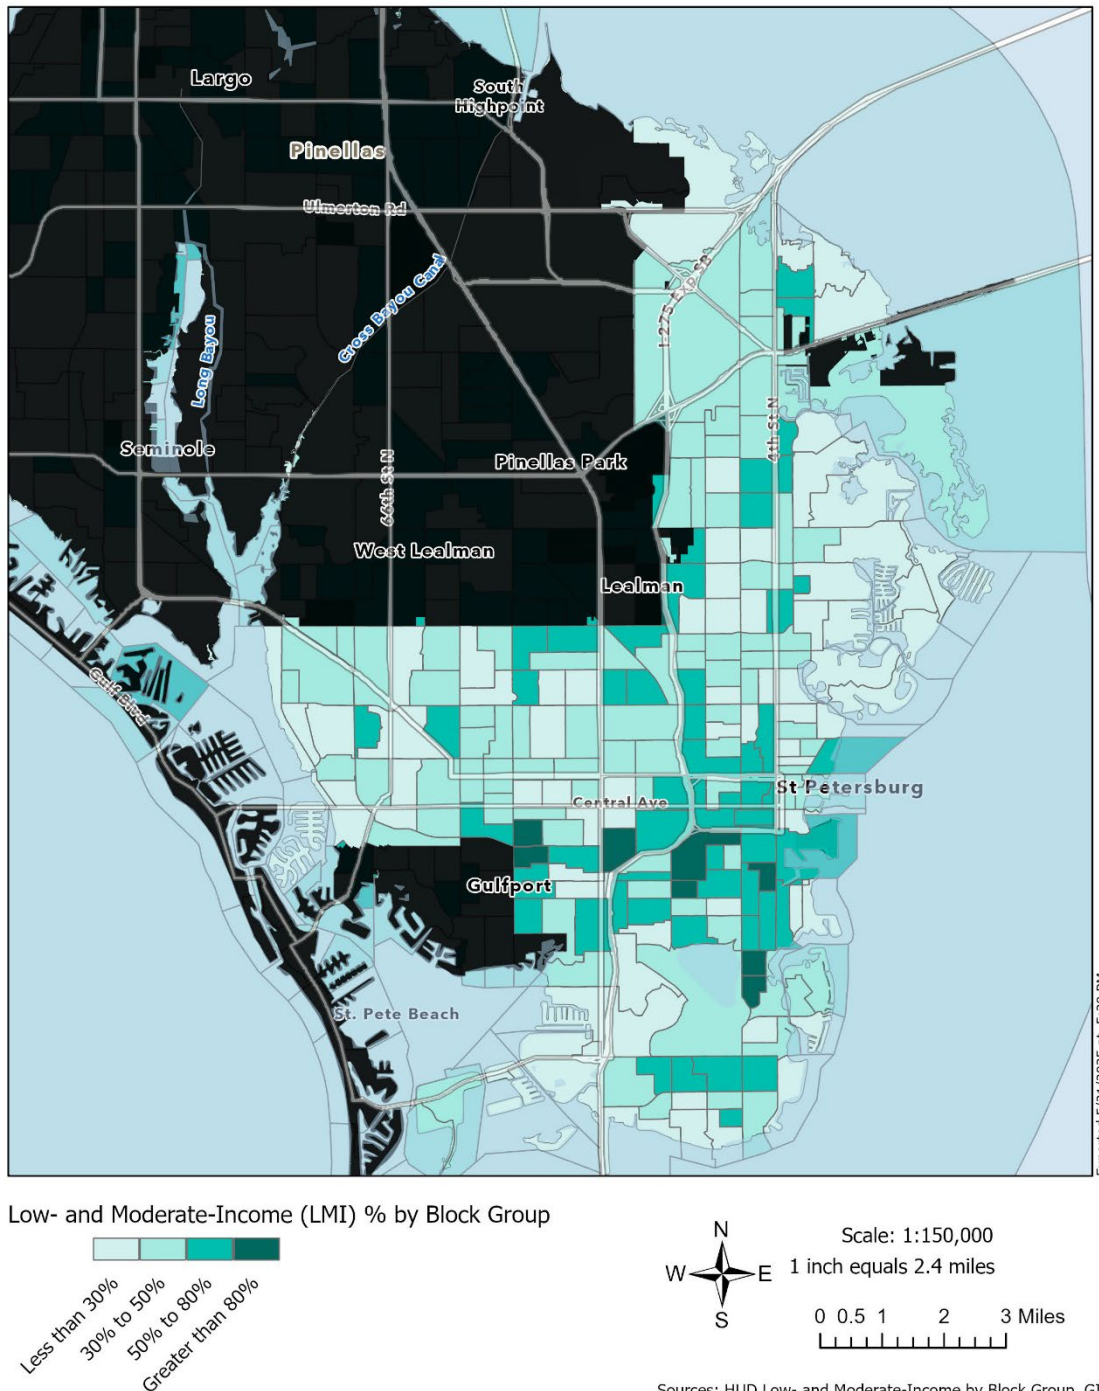 Largo
South
Highpoint
Pinellas
Ulmerton Rd
Cross Bayou Canal
I-275 EXP SB
Long Bayou
4th St N
Seminole
66th St N
Pinellas Park
West Lealman
Lealman
Gulf Blvd
St Petersburg
Central Ave
Gulfport
St. Pete Beach
Low- and Moderate-Income (LMI) % by Block Group
Less than 30%
30% to 50%
50% to 80%
Greater than 80%
N
W
E
S
Scale: 1:150,000
1 inch equals 2.4 miles
0 0.5 1 2 3 Miles
Sources: HUD Low- and Moderate-Income by Block Group,